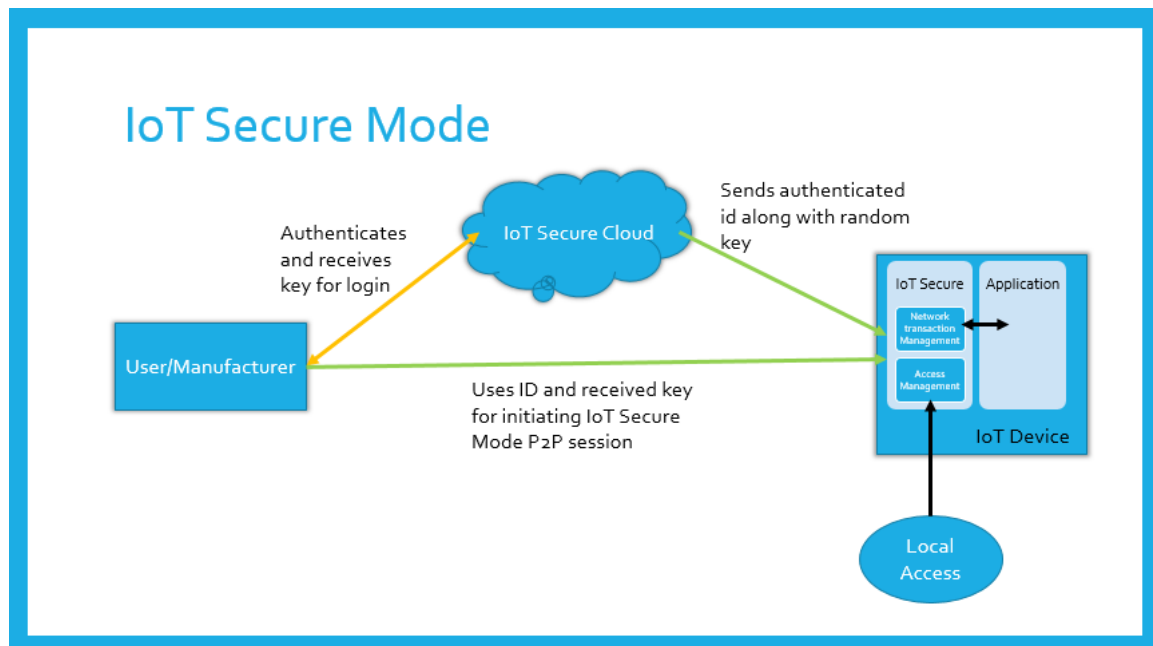 IoT Secure Mode
Authenticates
and receives
key for login
IoT Secure Cloud
Sends authenticated
id along with random
key
User/Manufacturer
Uses ID and received key
for initiating IoT Secure
Mode P2P session
IoT Secure
Application
Network
transaction
Management
Access
Management
IoT Device
Local
Access